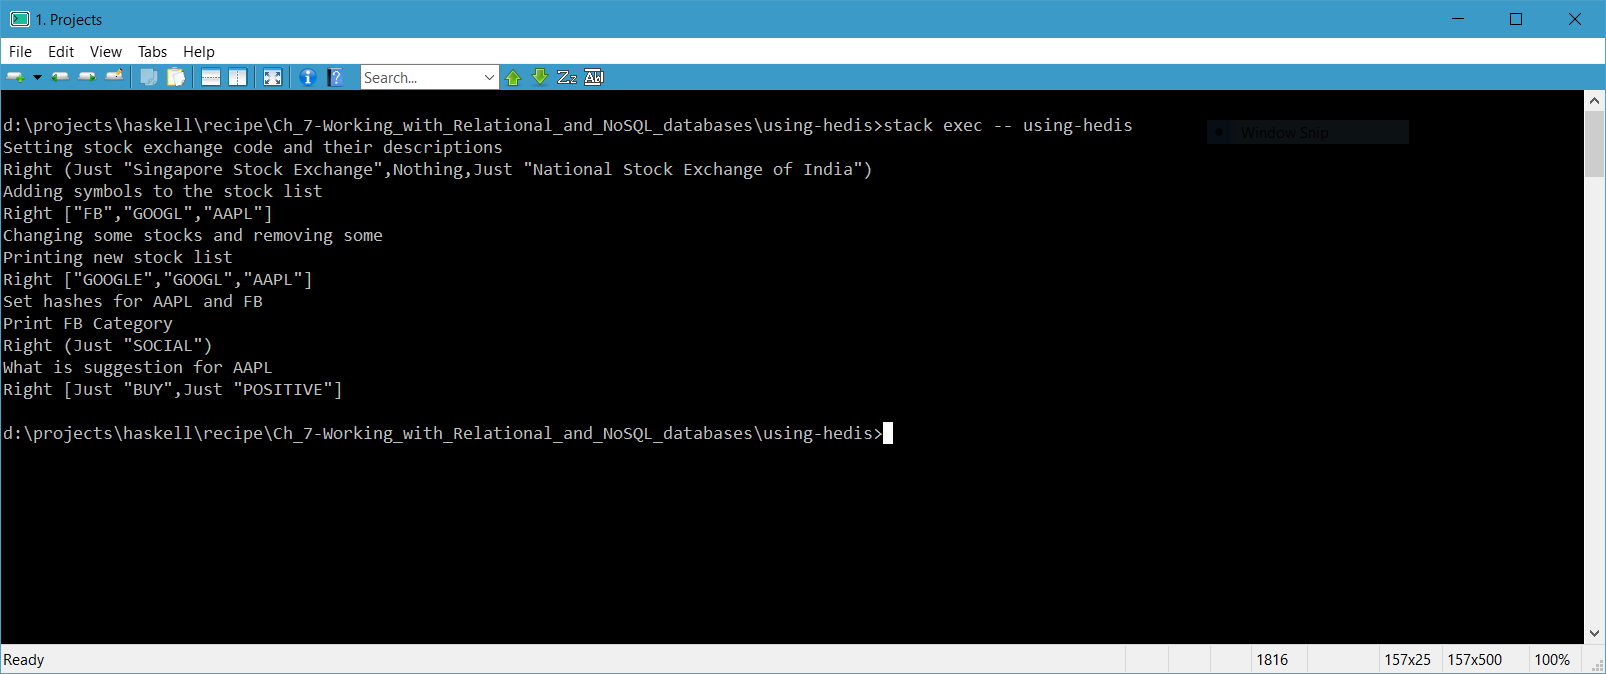 1. Projects
File Edit View Tabs Help
Search...
Zz Ab
d:\projects\haskell\recipe\Ch_7-Working_with_Relational_and_NoSQL_databases\using-hedis>stack exec -- using-hedis
Window Snip
Setting stock exchange code and their descriptions
Right (Just "Singapore Stock Exchange",Nothing,Just "National Stock Exchange of India")
Adding symbols to the stock list
Right ["FB","GOOGL","AAPL"]
Changing some stocks and removing some
Printing new stock list
Right ["GOOGLE","GOOGL","AAPL"]
Set hashes for AAPL and FB
Print FB Category
Right (Just "SOCIAL")
What is suggestion for AAPL
Right [Just "BUY",Just "POSITIVE"]
d:\projects\haskell\recipe\Ch_7-Working_with_Relational_and_NoSQL_databases\using-hedis>
Ready 1816 157x25 157x500 100%